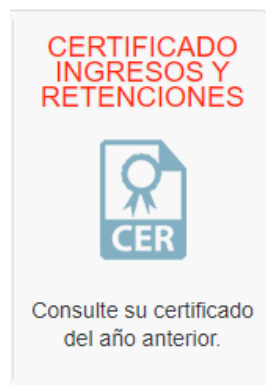 CERTIFICADO
INGRESOS Y
RETENCIONES
CER
Consulte su certificado
del año anterior.